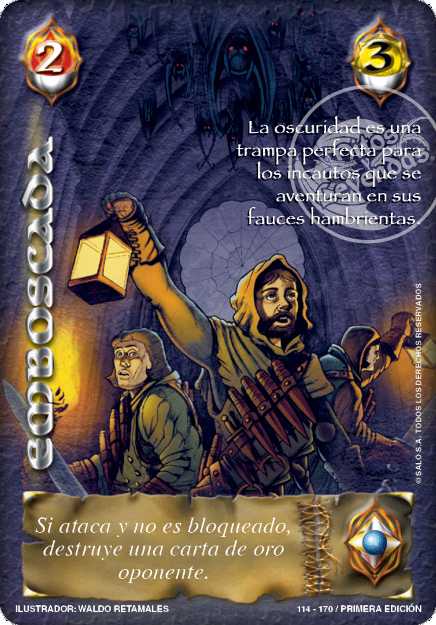 2
3
La oscuridad es una
trampa perfecta para
los incautos que se
aventuran en sus
fauces hambrientas.
EMBOSCADA
© SALO S.A. TODOS LOS DERECHOS RESERVADOS
Si ataca y no es bloqueado,
destruye una carta de oro
oponente.
ILUSTRADOR: WALDO RETAMALES
114 - 170 / PRIMERA EDICIÓN